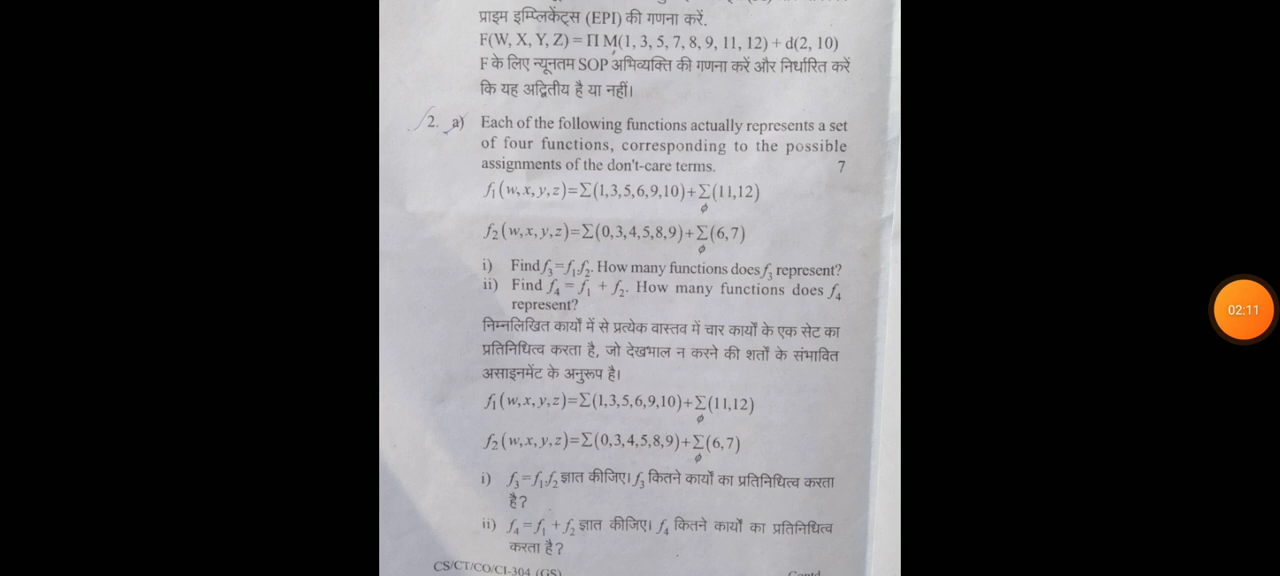 प्राइम इम्प्लिकेंट्स (EPI) की गणना करें.
F(W, X, Y, Z) = Π M(1, 3, 5, 7, 8, 9, 11, 12) + d(2, 10)
F के लिए न्यूनतम SOP अभिव्यक्ति की गणना करें और निर्धारित करें
कि यह अद्वितीय है या नहीं।
2. a) Each of the following functions actually represents a set
of four functions, corresponding to the possible
assignments of the don't-care terms. 7
f₁(w,x,y,z)=Σ(1,3,5,6,9,10)+Σ(11,12)
ϕ
f₂(w,x,y,z)=Σ(0,3,4,5,8,9)+Σ(6,7)
ϕ
i) Find f₃=f₁.f₂. How many functions does f₃ represent?
ii) Find f₄ = f₁ + f₂. How many functions does f₄
represent?
निम्नलिखित कार्यों में से प्रत्येक वास्तव में चार कार्यों के एक सेट का
प्रतिनिधित्व करता है, जो देखभाल न करने की शर्तों के संभावित
असाइनमेंट के अनुरूप है।
f₁(w,x,y,z)=Σ(1,3,5,6,9,10)+Σ(11,12)
ϕ
f₂(w,x,y,z)=Σ(0,3,4,5,8,9)+Σ(6,7)
ϕ
i) f₃=f₁.f₂ ज्ञात कीजिए। f₃ कितने कार्यों का प्रतिनिधित्व करता
है?
ii) f₄ = f₁ + f₂ ज्ञात कीजिए। f₄ कितने कार्यों का प्रतिनिधित्व
करता है?
CS/CT/CO/CI-304 (GS)
02:11